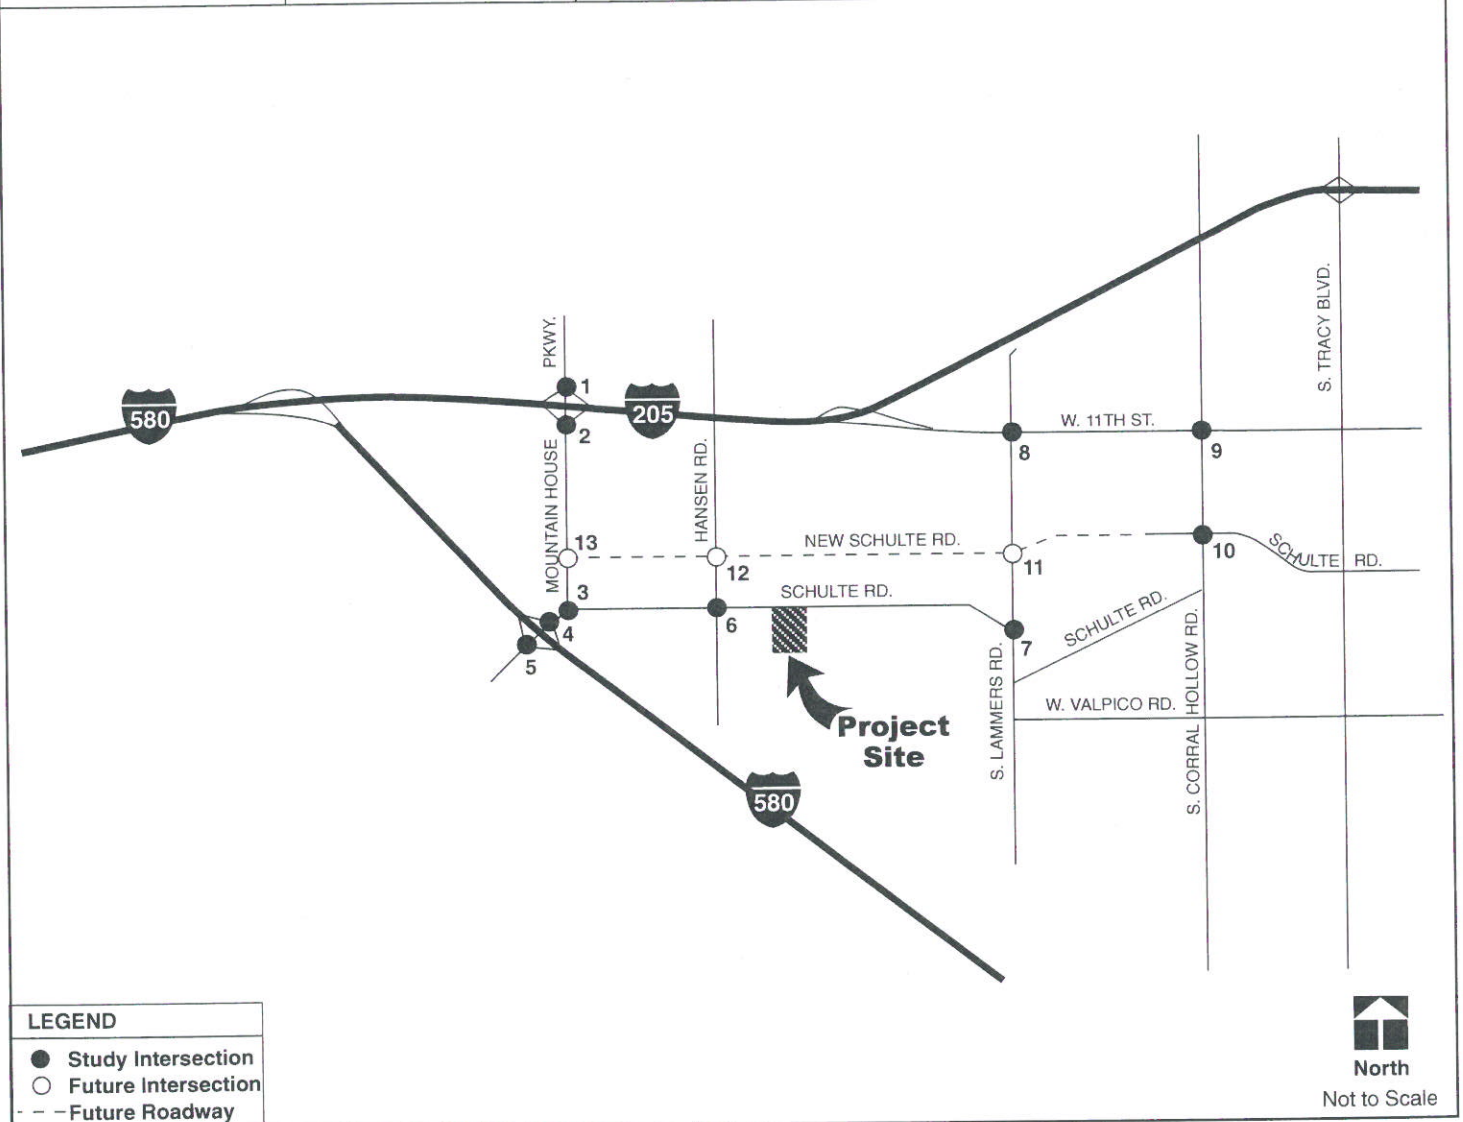 S. TRACY BLVD.
MOUNTAIN HOUSE PKWY.
1
580
205
2
W. 11TH ST.
8
9
HANSEN RD.
13
NEW SCHULTE RD.
12
11
10
SCHULTE RD.
3
SCHULTE RD.
4
6
7
SCHULTE RD.
5
S. LAMMERS RD.
W. VALPICO RD.
S. CORRAL HOLLOW RD.
Project
Site
580
LEGEND
Study Intersection
Future Intersection
Future Roadway
North
Not to Scale